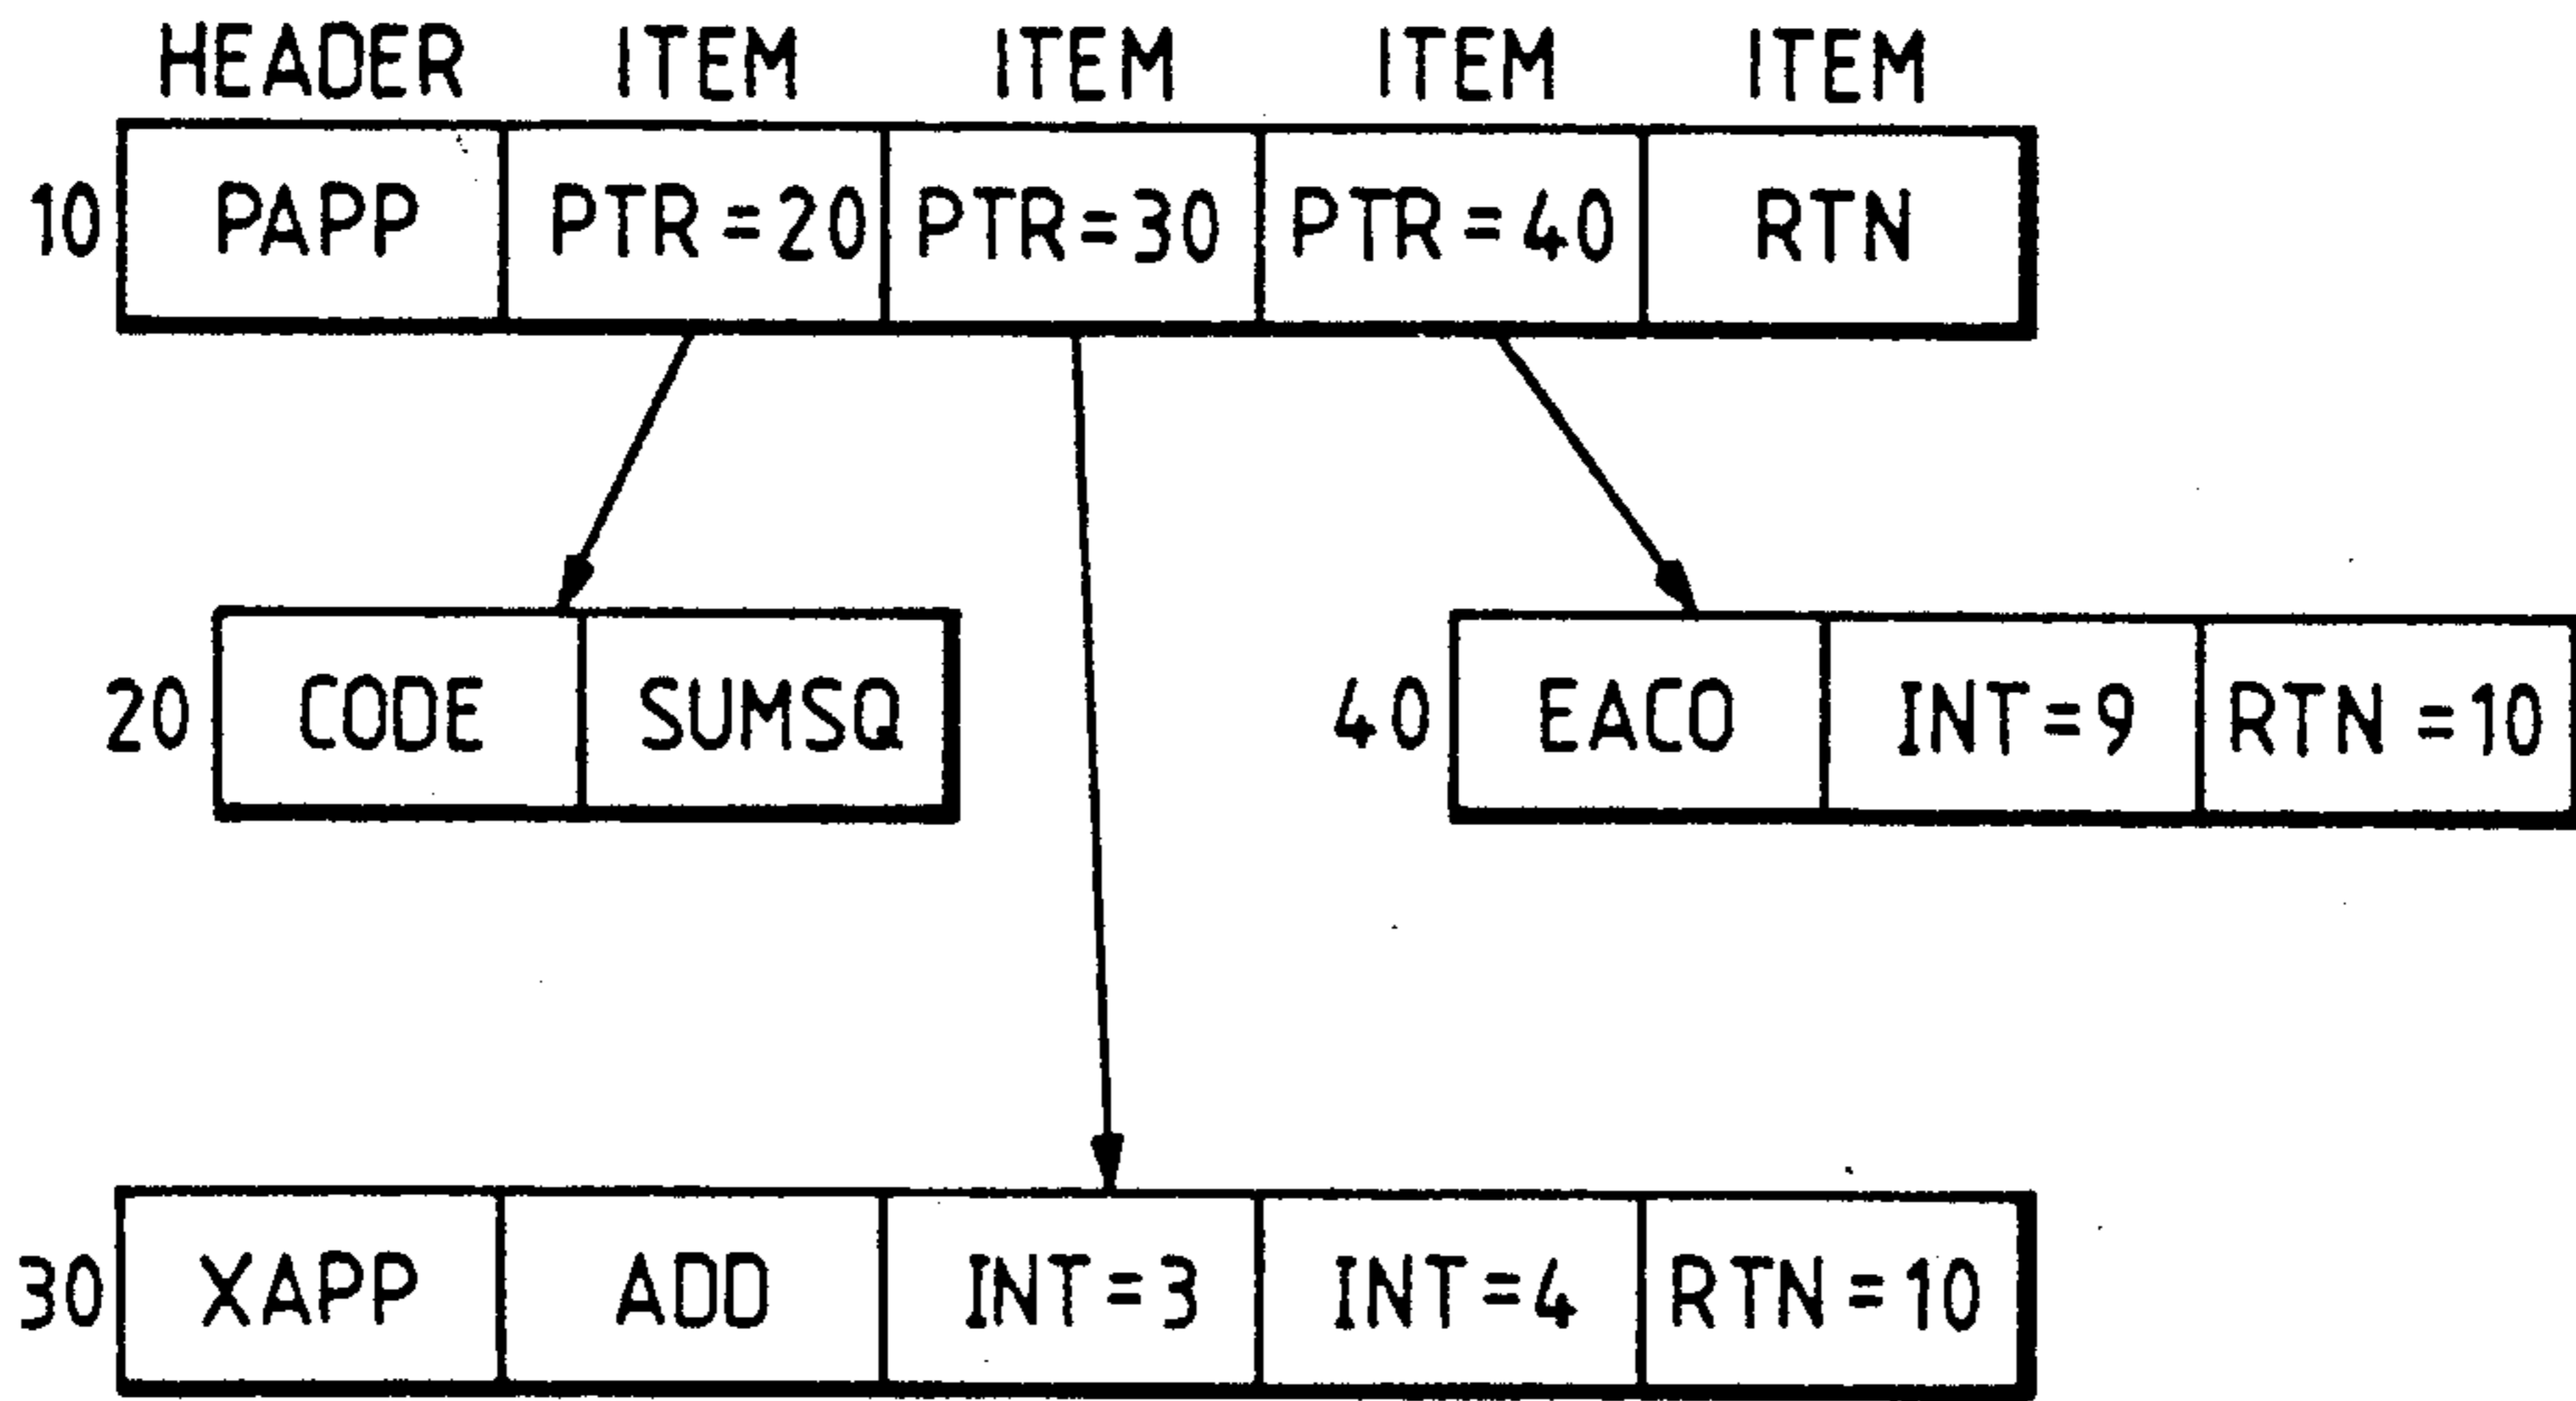 HEADER ITEM ITEM ITEM ITEM
10 PAPP PTR=20 PTR=30 PTR=40 RTN
20 CODE SUMSQ
40 EACO INT=9 RTN=10
30 XAPP ADD INT=3 INT=4 RTN=10